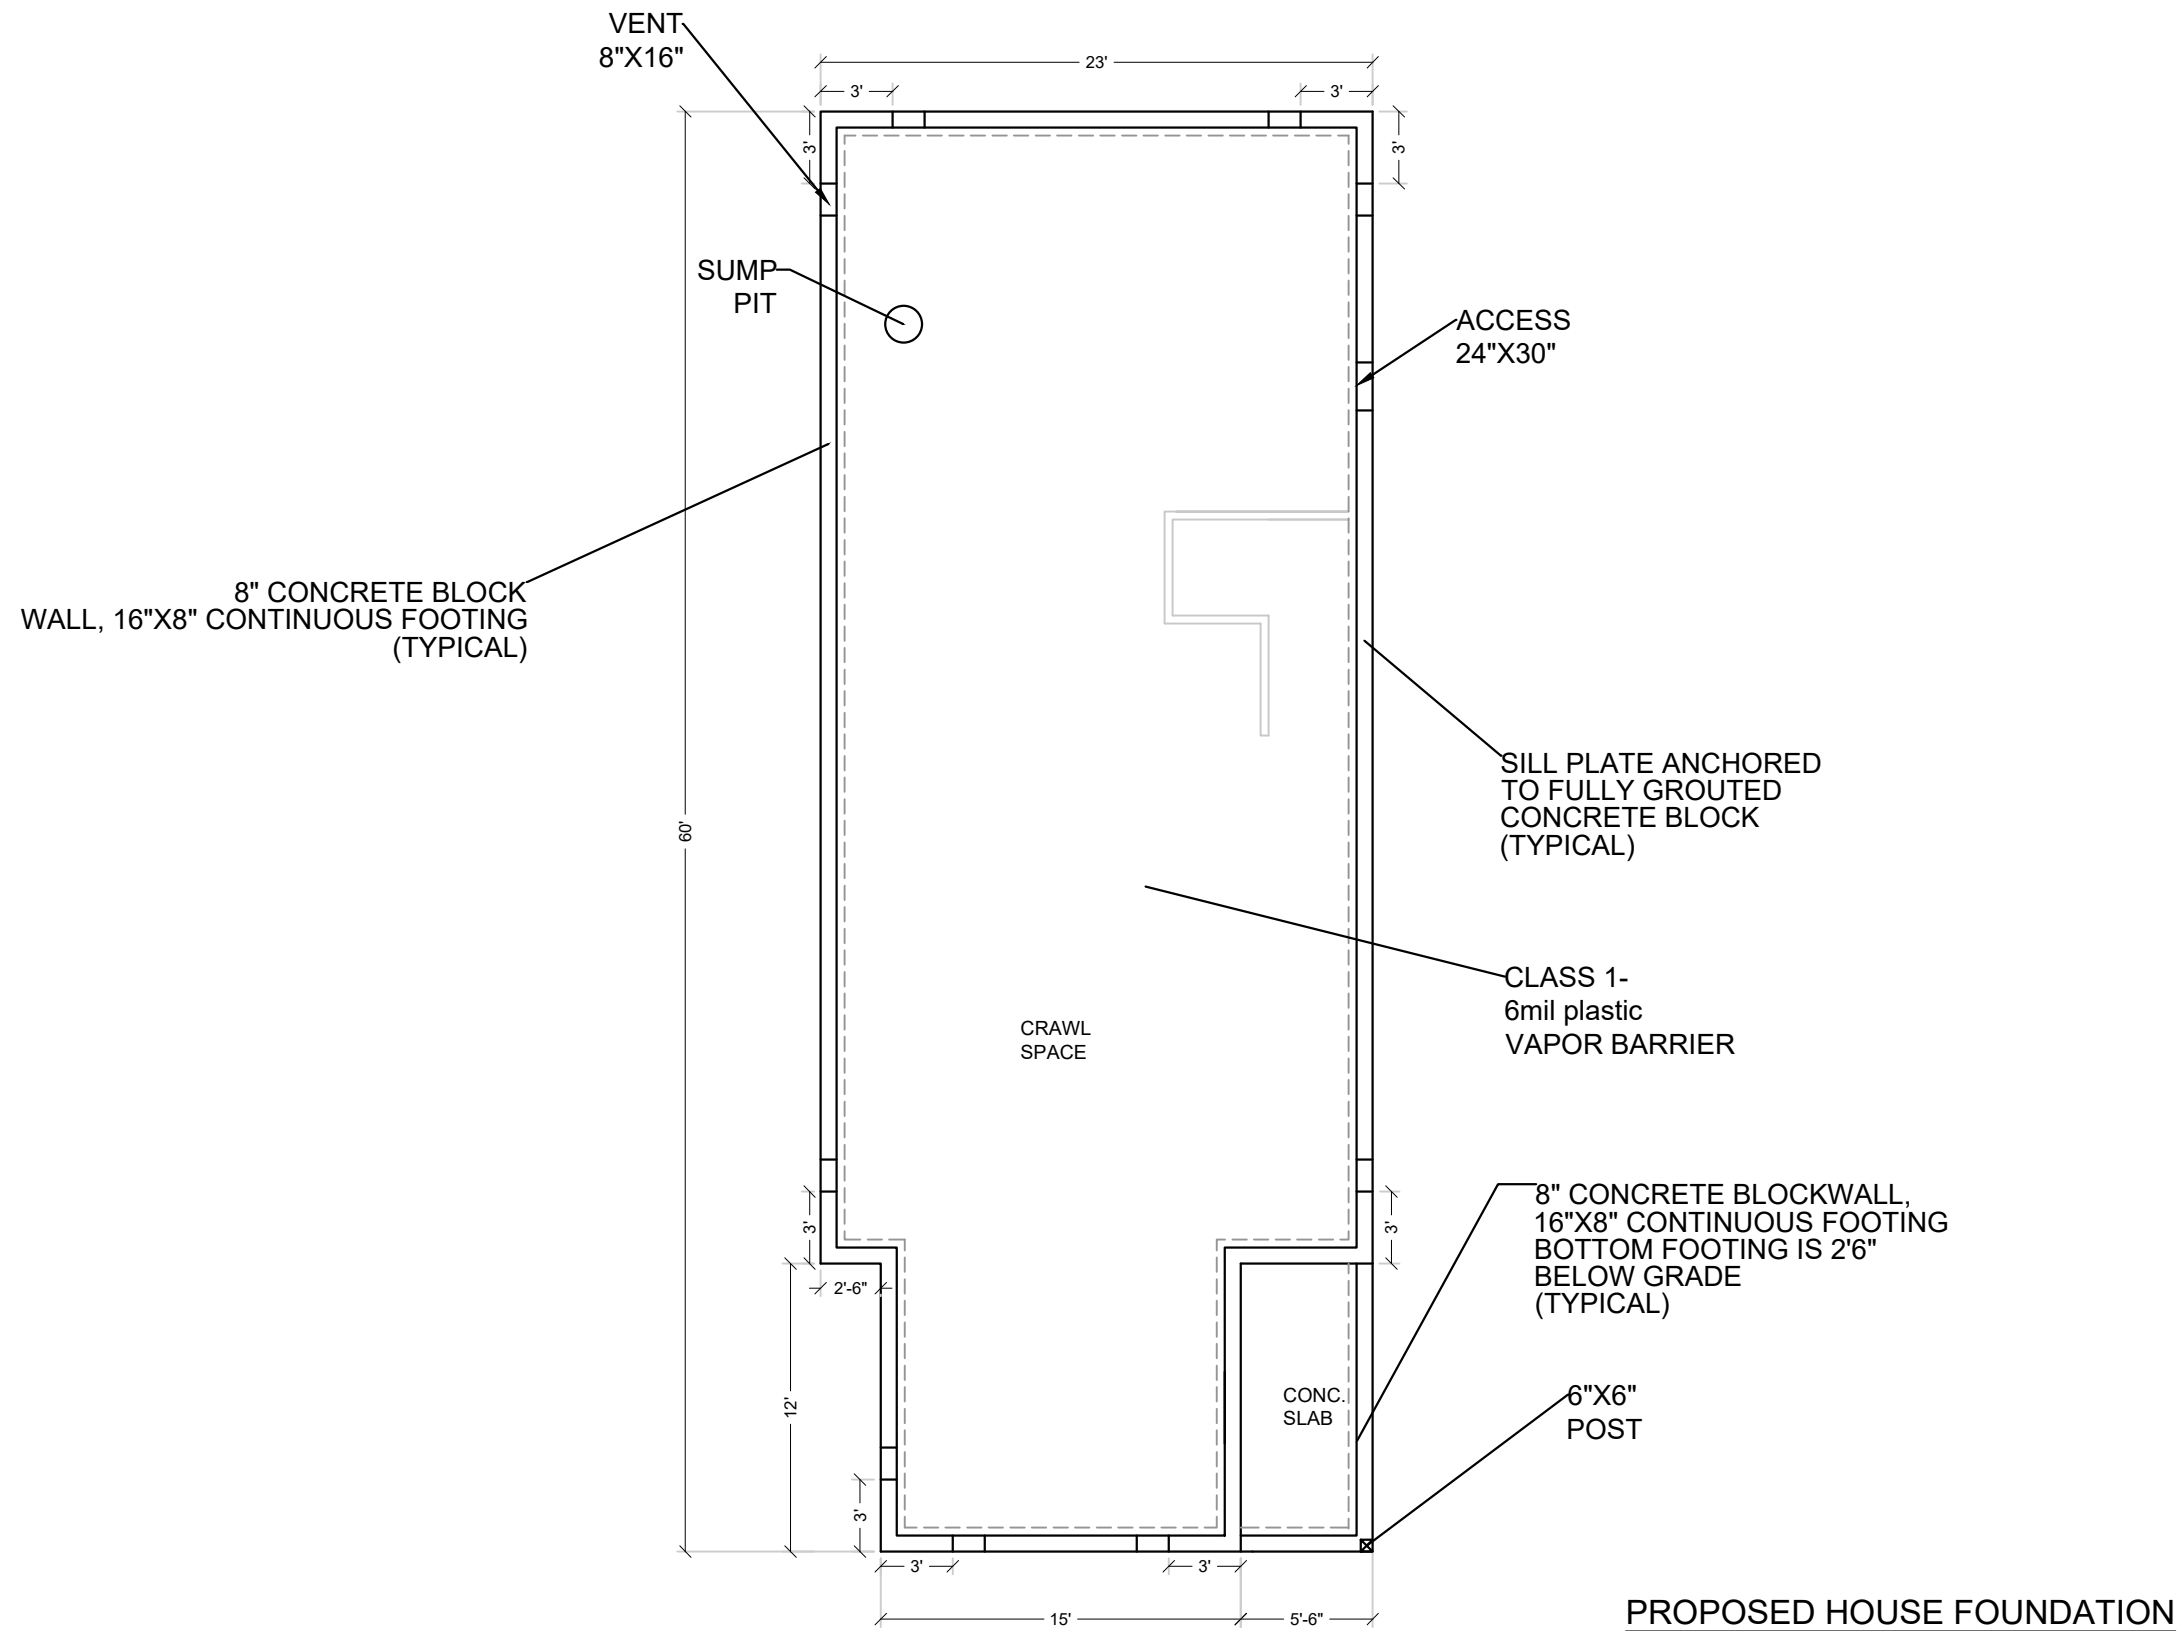 VENT
8"X16"
23'
3'
3'
3'
3'
SUMP
PIT
ACCESS
24"X30"
8" CONCRETE BLOCK
WALL, 16"X8" CONTINUOUS FOOTING
(TYPICAL)
SILL PLATE ANCHORED
TO FULLY GROUTED
CONCRETE BLOCK
(TYPICAL)
60'
CLASS 1-
6mil plastic
VAPOR BARRIER
CRAWL
SPACE
8" CONCRETE BLOCKWALL,
16"X8" CONTINUOUS FOOTING
BOTTOM FOOTING IS 2'6"
BELOW GRADE
(TYPICAL)
3'
3'
2'-6"
12'
CONC.
SLAB
6"X6"
POST
3'
3'
3'
15'
5'-6"
PROPOSED HOUSE FOUNDATION